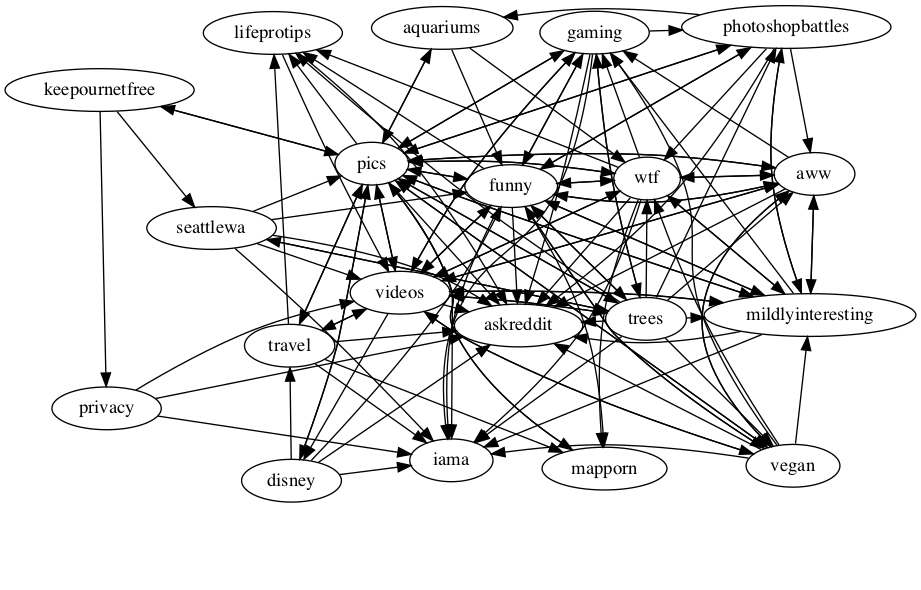 lifeprotips
aquariums
gaming
photoshopbattles
keepournetfree
pics
funny
wtf
aww
seattlewa
videos
askreddit
trees
mildlyinteresting
travel
privacy
iama
mapporn
vegan
disney